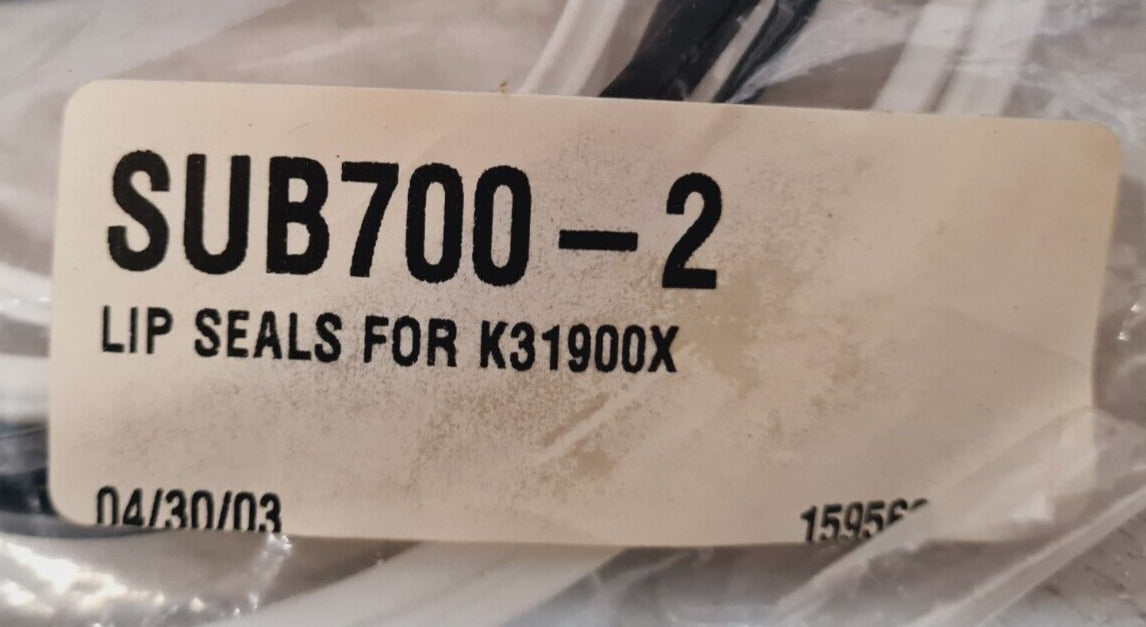 SUB700-2
LIP SEALS FOR K31900X
04/30/03